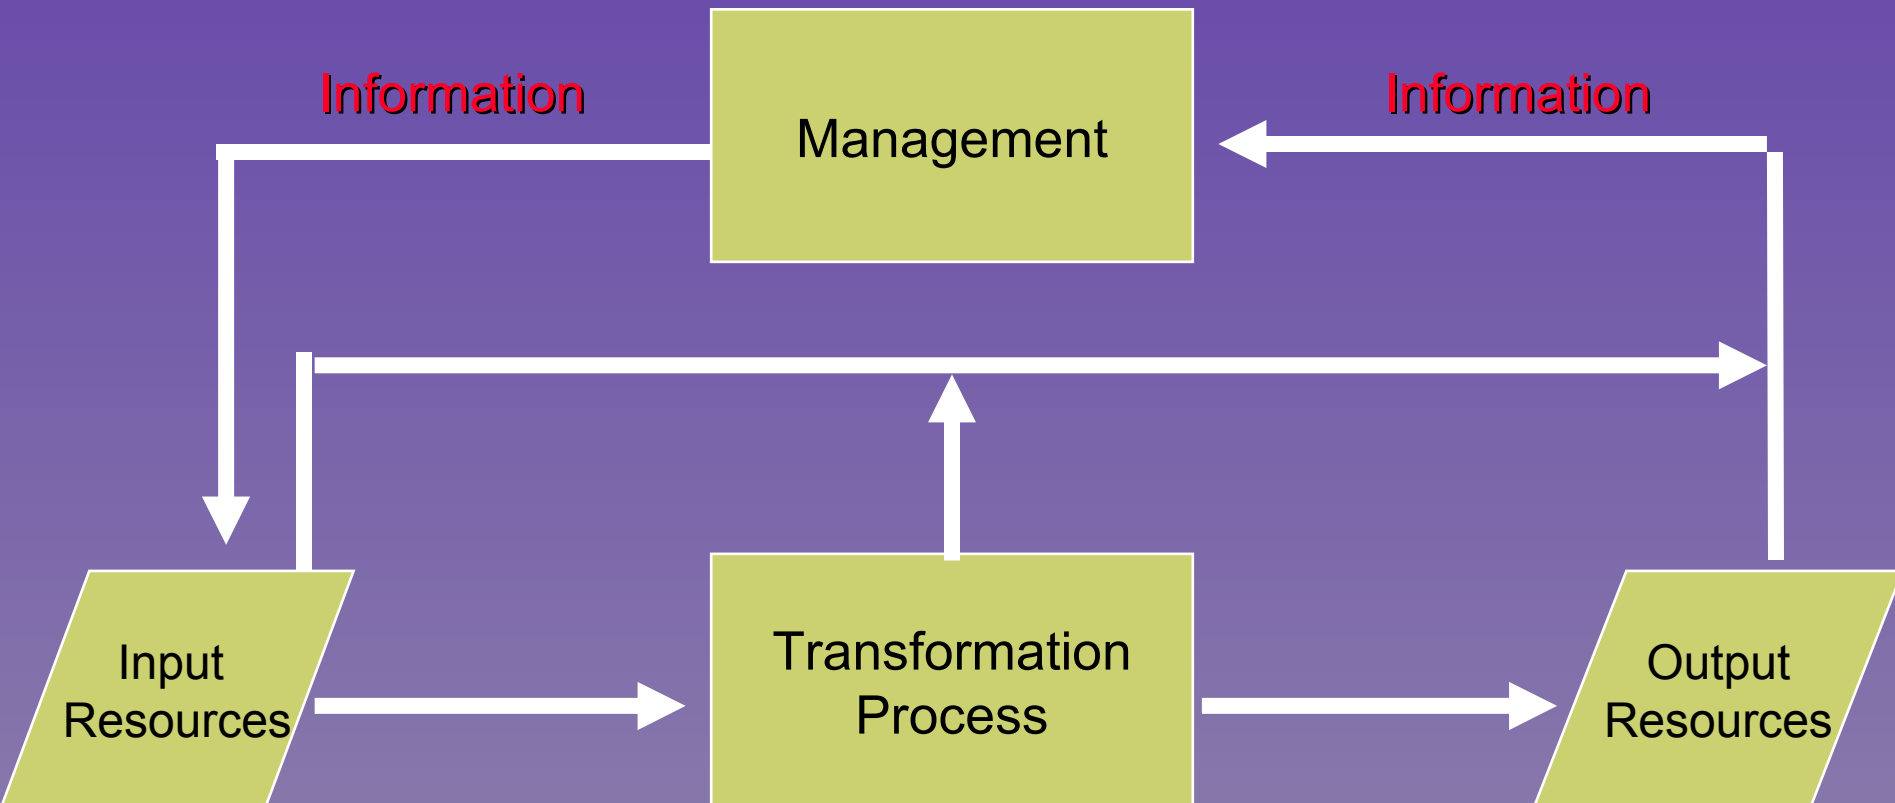 Information
Information
Management
Input
Resources
Transformation
Process
Output
Resources